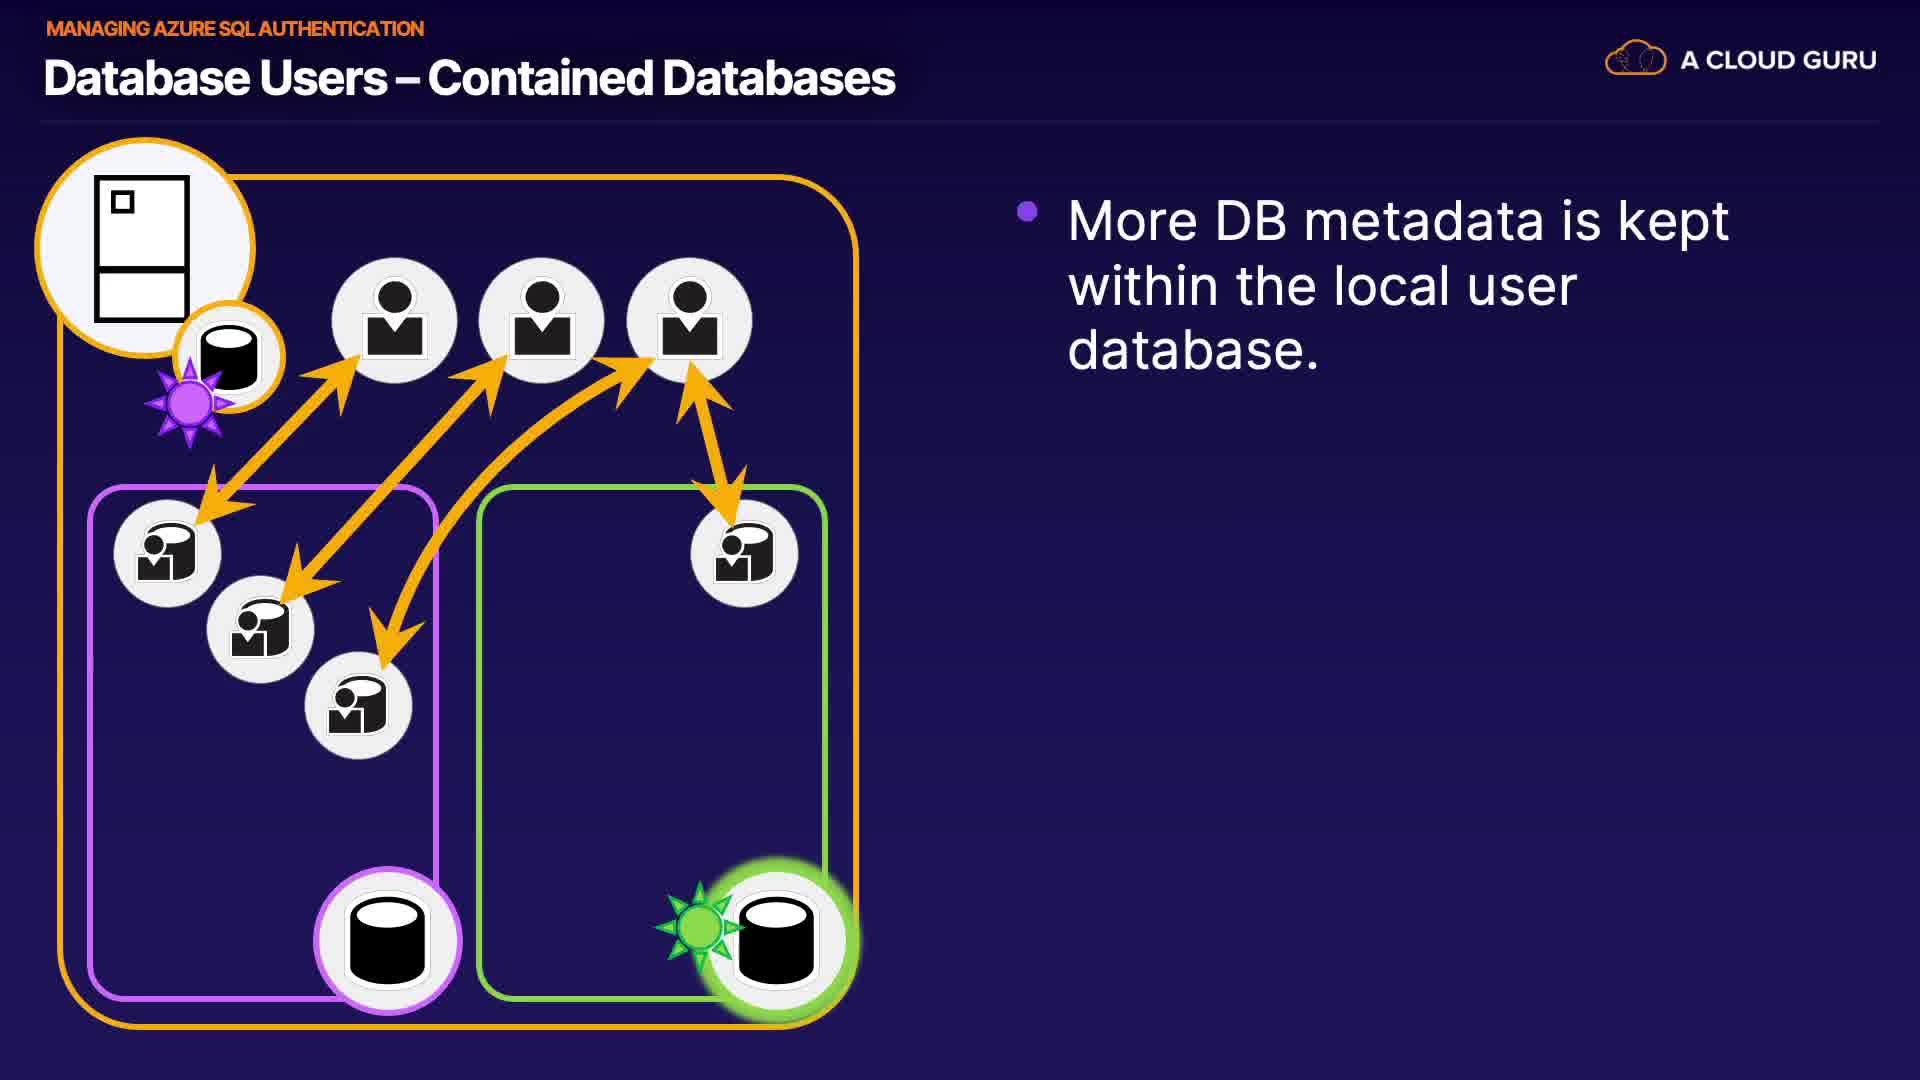 MANAGING AZURE SQL AUTHENTICATION
Database Users – Contained Databases
A CLOUD GURU
More DB metadata is kept
within the local user
database.